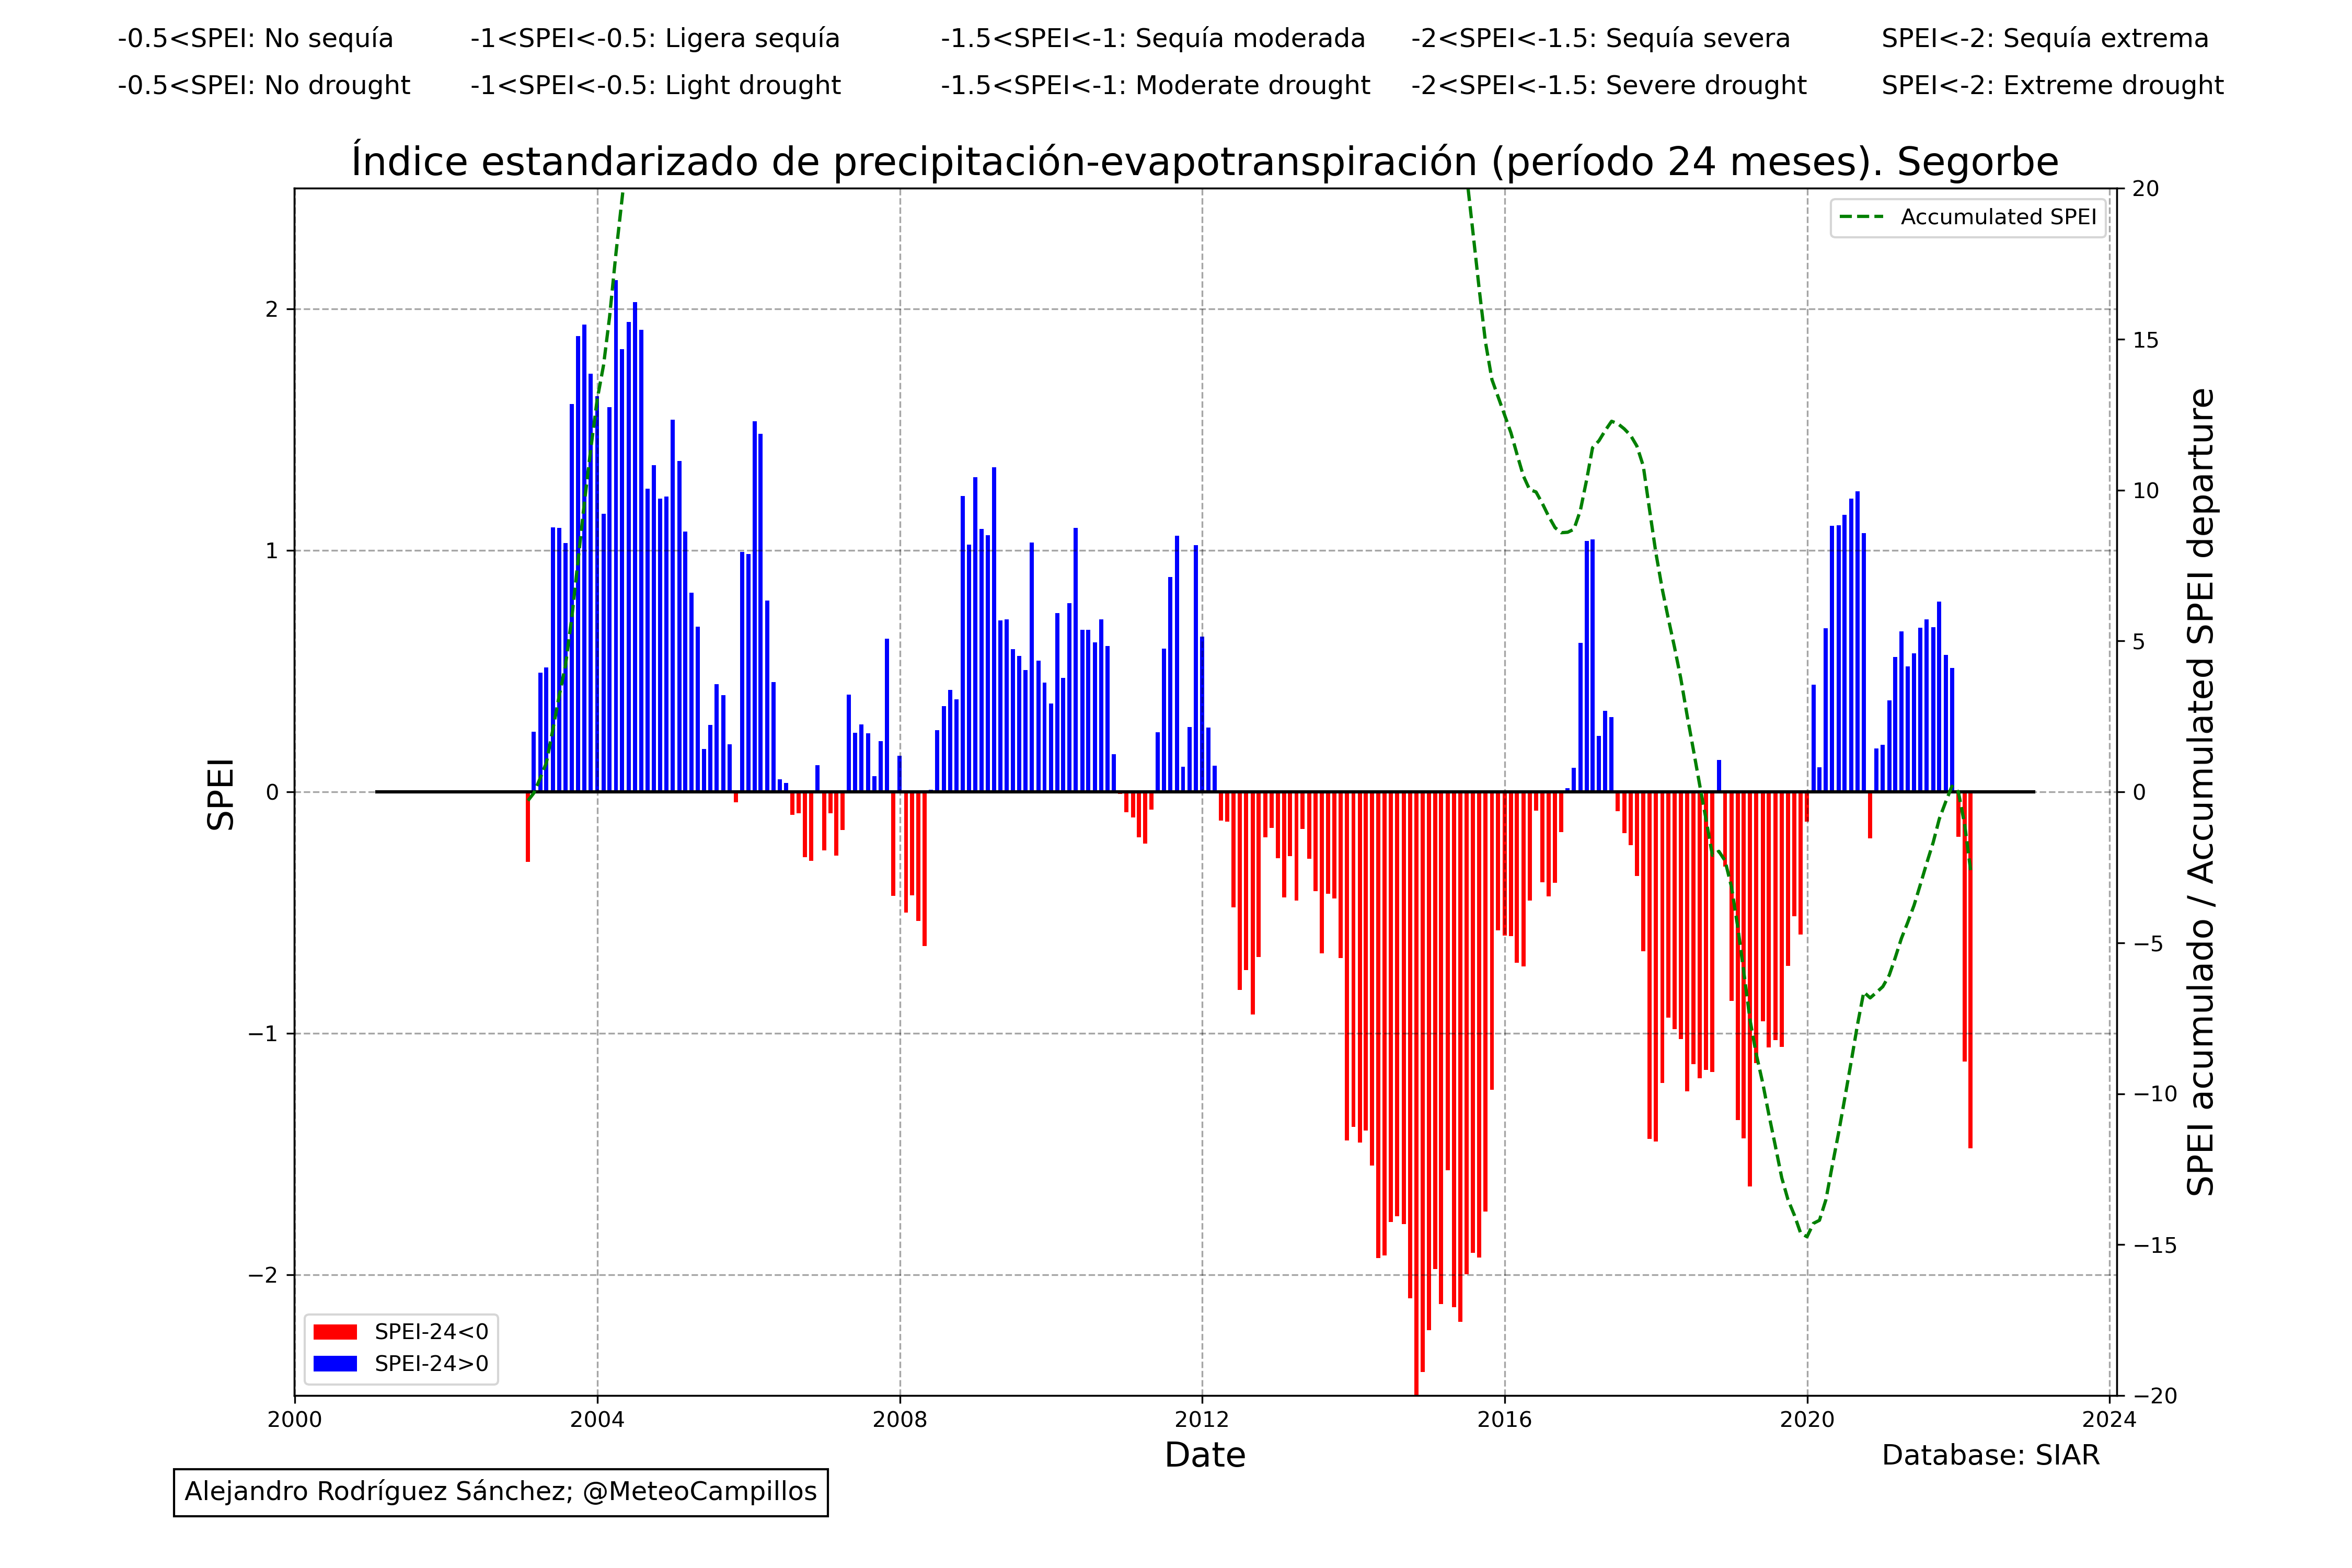 -0.5<SPEI: No sequía -1<SPEI<-0.5: Ligera sequía -1.5<SPEI<-1: Sequía moderada -2<SPEI<-1.5: Sequía severa SPEI<-2: Sequía extrema
-0.5<SPEI: No drought -1<SPEI<-0.5: Light drought -1.5<SPEI<-1: Moderate drought -2<SPEI<-1.5: Severe drought SPEI<-2: Extreme drought
Índice estandarizado de precipitación-evapotranspiración (período 24 meses). Segorbe
Accumulated SPEI
SPEI
2
1
0
−1
−2
20
15
10
5
0
−5
−10
−15
−20
SPEI acumulado / Accumulated SPEI departure
SPEI-24<0
SPEI-24>0
2000 2004 2008 2012 2016 2020 2024
Date
Database: SIAR
Alejandro Rodríguez Sánchez; @MeteoCampillos